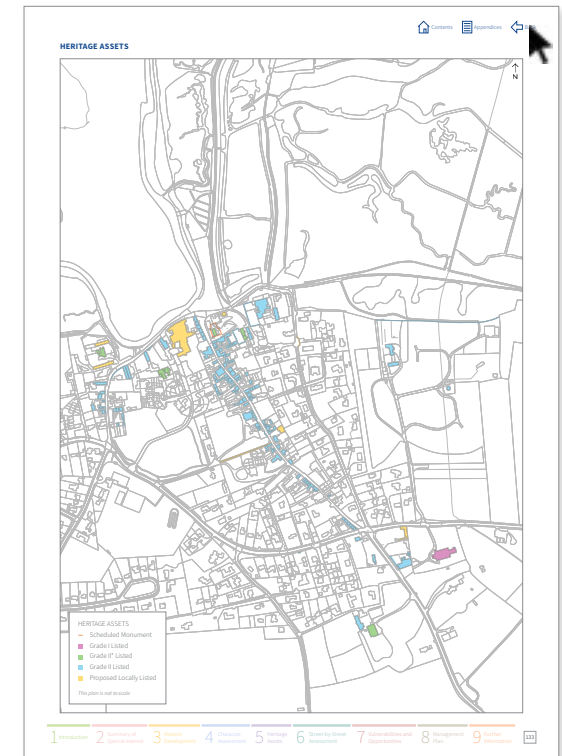 Contents
Appendices
HERITAGE ASSETS
N
HERITAGE ASSETS
Scheduled Monument
Grade I Listed
Grade II* Listed
Grade II Listed
Proposed Locally Listed
This plan is not to scale
1 Introduction
2 Summary of Special Interest
3
4 Character Assessment
5 Heritage Assets
6 Street-by-Street Assessment
7 Vulnerabilities and Opportunities
8 Management Plan
9 Further Information
133